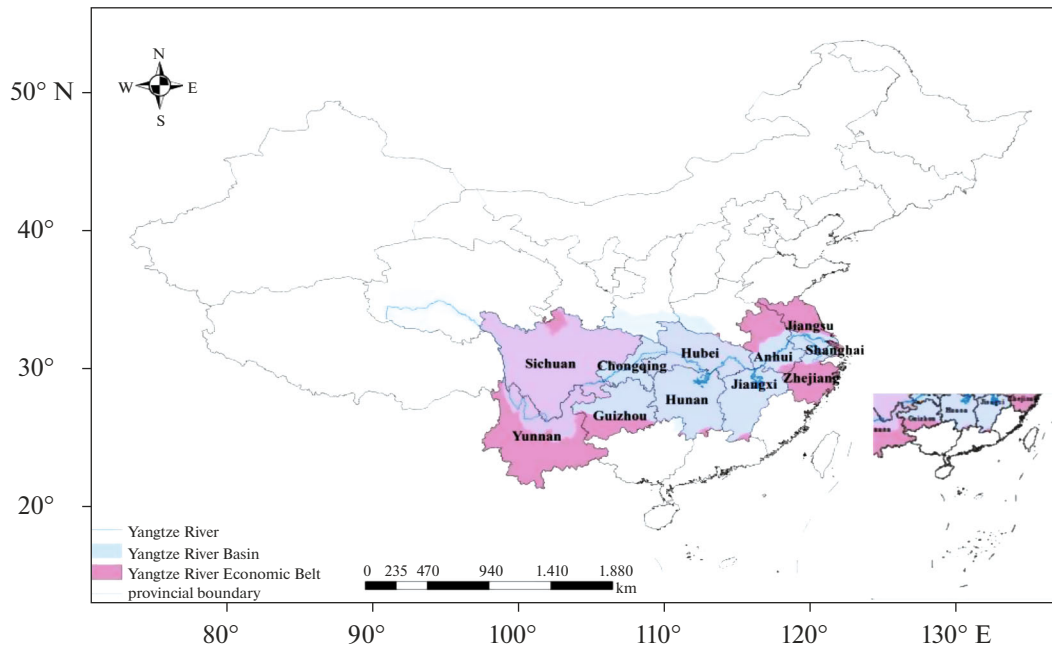 N
W E
S
50° N
40°
30°
20°
Jiangsu
Shanghai
Hubei
Anhui
Sichuan
Chongqing
Zhejiang
Jiangxi
Hunan
Guizhou
Yunnan
Guizhou
Hunan
Yangtze River
Yangtze River Basin
Yangtze River Economic Belt
provincial boundary
0 235 470 940 1.410 1.880
km
80° 90° 100° 110° 120° 130° E